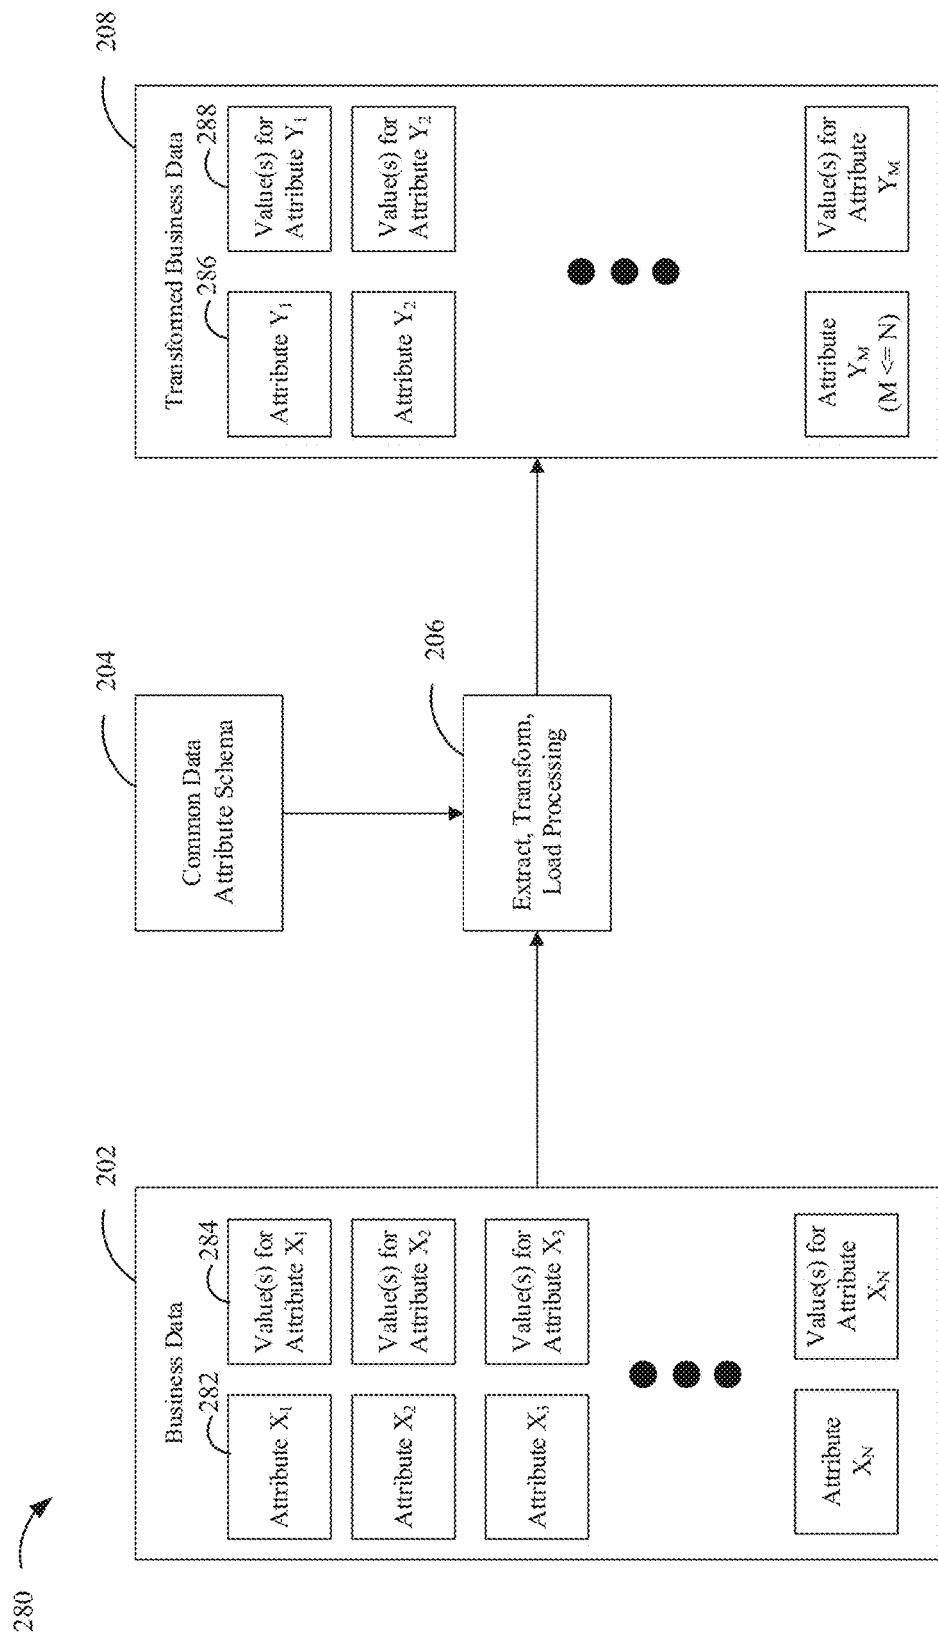 280
202
Business Data
282
284
Attribute X1
Value(s) for
Attribute X1
Attribute X2
Value(s) for
Attribute X2
Attribute X3
Value(s) for
Attribute X3
Attribute
XN
Value(s) for
Attribute
XN
204
Common Data
Attribute Schema
206
Extract, Transform,
Load Processing
208
Transformed Business Data
286
288
Attribute Y1
Value(s) for
Attribute Y1
Attribute Y2
Value(s) for
Attribute Y2
Attribute
YM
(M <= N)
Value(s) for
Attribute
YM